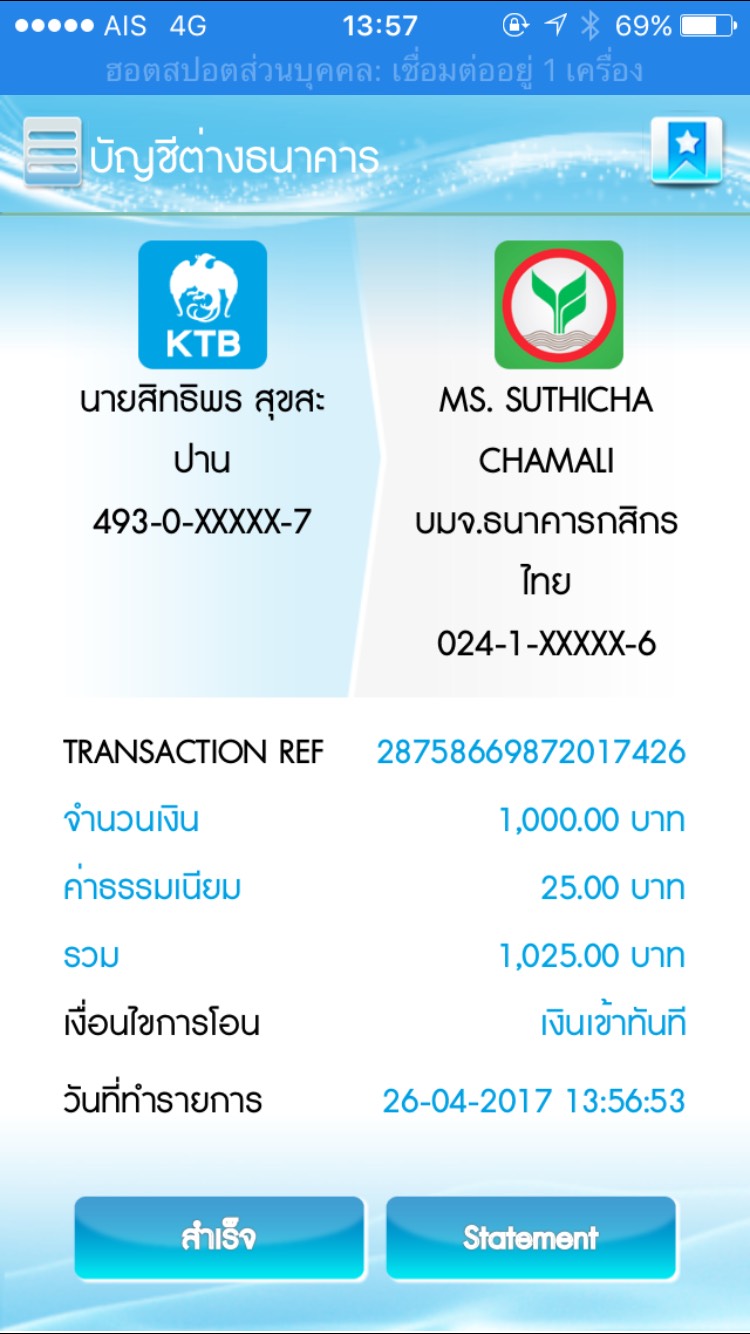 AIS 4G 13:57 69%
ฮอตสปอตส่วนบุคคล: เชื่อมต่ออยู่ 1 เครื่อง
บัญชีต่างธนาคาร
KTB
นายสิทธิพร สุขสะ
ปาน
493-0-XXXXX-7
MS. SUTHICHA
CHAMALI
บมจ.ธนาคารกสิกร
ไทย
024-1-XXXXX-6
TRANSACTION REF 28758669872017426
จำนวนเงิน 1,000.00 บาท
ค่าธรรมเนียม 25.00 บาท
รวม 1,025.00 บาท
เงื่อนไขการโอน เงินเข้าทันที
วันที่ทำรายการ 26-04-2017 13:56:53
สำเร็จ Statement